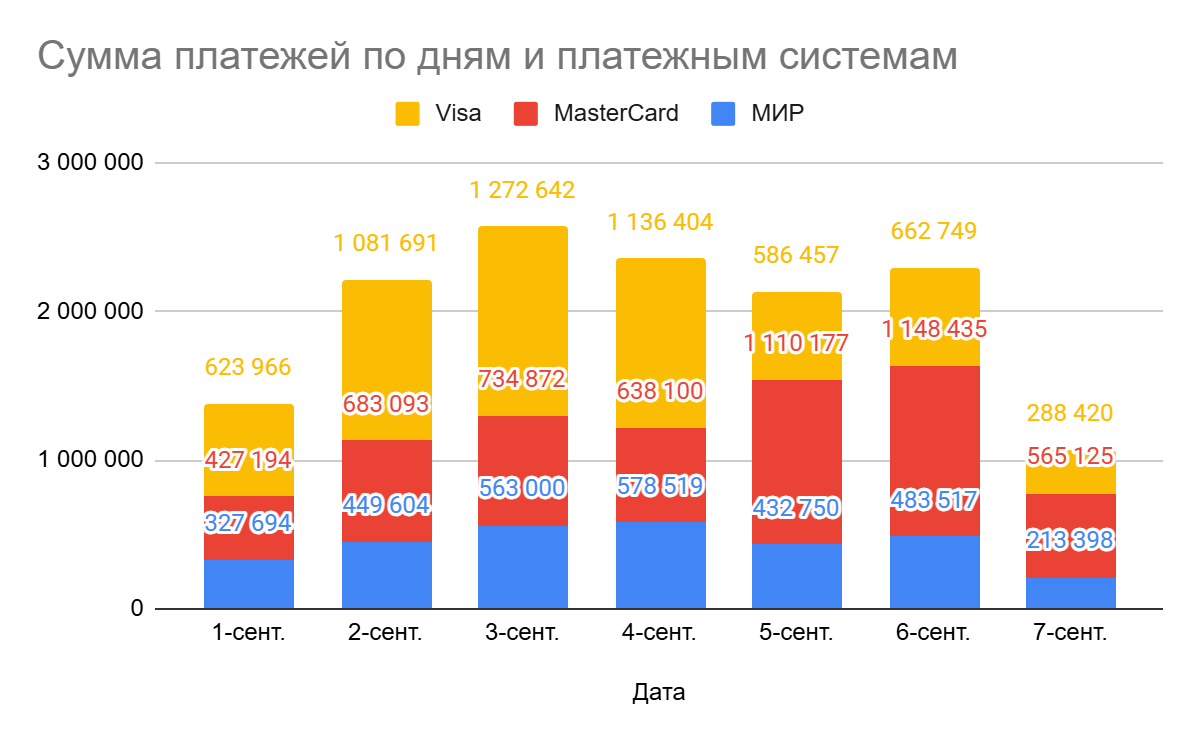 Сумма платежей по дням и платежным системам
Visa MasterCard МИР
3 000 000
2 000 000
1 000 000
0
623 966
427 194
327 694
1 081 691
683 093
449 604
1 272 642
734 872
563 000
1 136 404
638 100
578 519
586 457
1 110 177
432 750
662 749
1 148 435
483 517
288 420
565 125
213 398
1-сент. 2-сент. 3-сент. 4-сент. 5-сент. 6-сент. 7-сент.
Дата